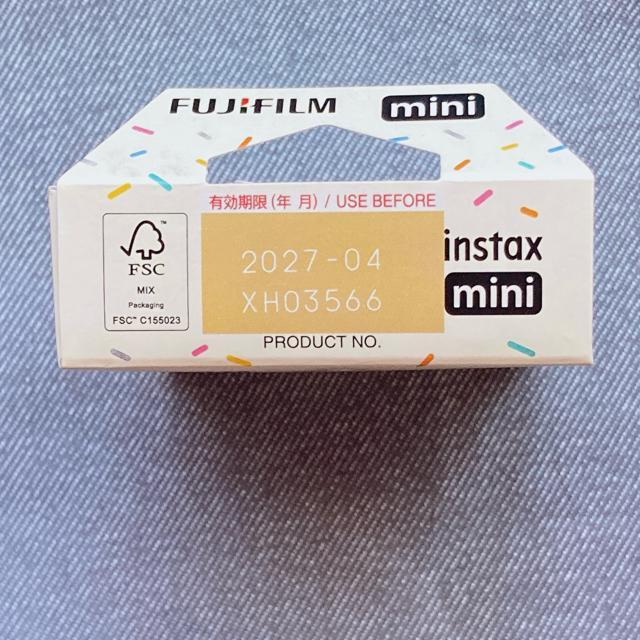 FUJIFILM mini
有効期限(年 月) / USE BEFORE
2027-04
XH03566
PRODUCT NO.
instax
mini
FSC™
MIX
Packaging
FSC™ C155023